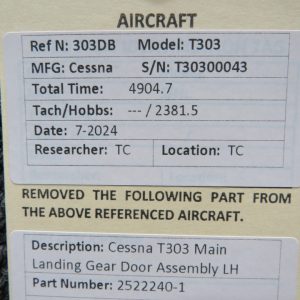 AIRCRAFT
Ref N: 303DB Model: T303
MFG: Cessna S/N: T30300043
Total Time: 4904.7
Tach/Hobbs: --- / 2381.5
Date: 7-2024
Researcher: TC Location: TC
REMOVED THE FOLLOWING PART FROM
THE ABOVE REFERENCED AIRCRAFT.
Description: Cessna T303 Main
Landing Gear Door Assembly LH
Part Number: 2522240-1